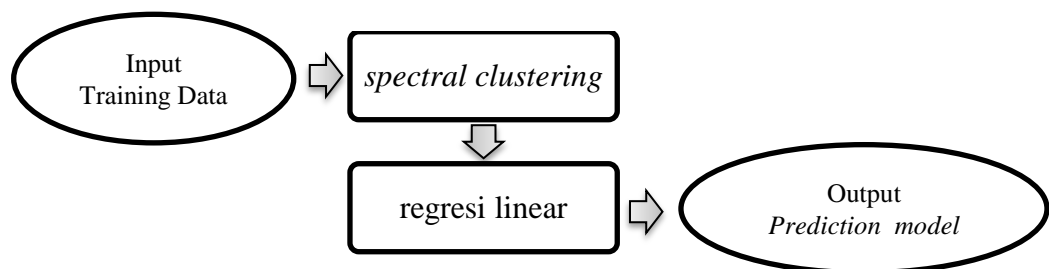 Input
Training Data
spectral clustering
regresi linear
Output
Prediction model